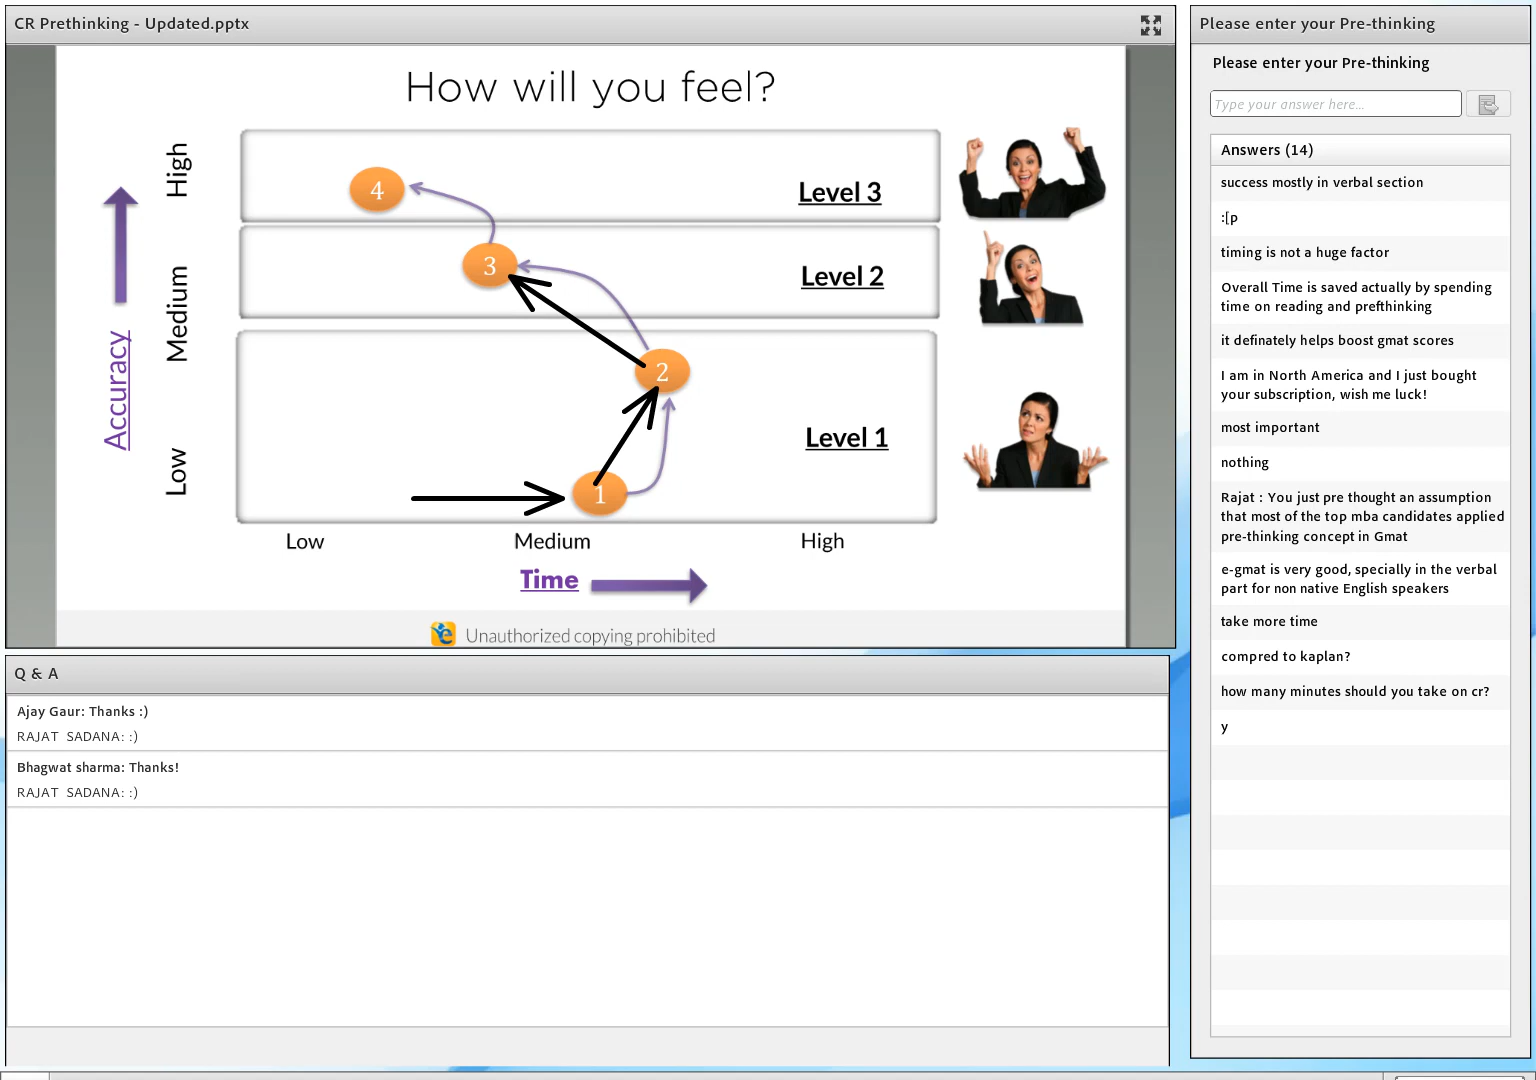 CR Prethinking - Updated.pptx
How will you feel?
High
Medium
Low
Accuracy
4
Level 3
3
Level 2
2
Level 1
1
Low
Medium
High
Time
Unauthorized copying prohibited
Q & A
Ajay Gaur: Thanks :)
RAJAT SADANA: :)
Bhagwat sharma: Thanks!
RAJAT SADANA: :)
Please enter your Pre-thinking
Please enter your Pre-thinking
Type your answer here...
Answers (14)
success mostly in verbal section
:[p
timing is not a huge factor
Overall Time is saved actually by spending
time on reading and prefthinking
it definately helps boost gmat scores
I am in North America and I just bought
your subscription, wish me luck!
most important
nothing
Rajat : You just pre thought an assumption
that most of the top mba candidates applied
pre-thinking concept in Gmat
e-gmat is very good, specially in the verbal
part for non native English speakers
take more time
compred to kaplan?
how many minutes should you take on cr?
y